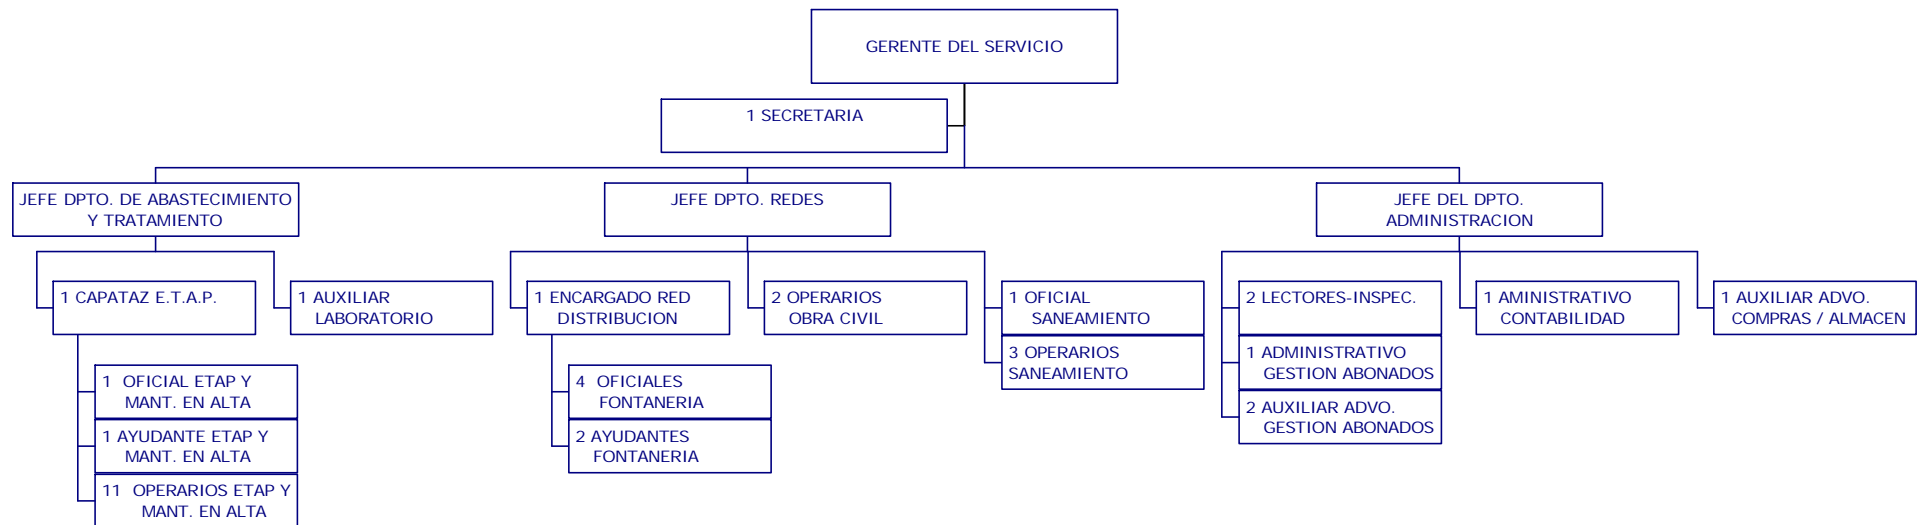 GERENTE DEL SERVICIO
1 SECRETARIA
JEFE DPTO. DE ABASTECIMIENTO
Y TRATAMIENTO
JEFE DPTO. REDES
JEFE DEL DPTO.
ADMINISTRACION
1 CAPATAZ E.T.A.P.
1 AUXILIAR
LABORATORIO
1 ENCARGADO RED
DISTRIBUCION
2 OPERARIOS
OBRA CIVIL
1 OFICIAL
SANEAMIENTO
3 OPERARIOS
SANEAMIENTO
2 LECTORES-INSPEC.
1 AMINISTRATIVO
CONTABILIDAD
1 AUXILIAR ADVO.
COMPRAS / ALMACEN
1 ADMINISTRATIVO
GESTION ABONADOS
2 AUXILIAR ADVO.
GESTION ABONADOS
1 OFICIAL ETAP Y
MANT. EN ALTA
1 AYUDANTE ETAP Y
MANT. EN ALTA
11 OPERARIOS ETAP Y
MANT. EN ALTA
4 OFICIALES
FONTANERIA
2 AYUDANTES
FONTANERIA